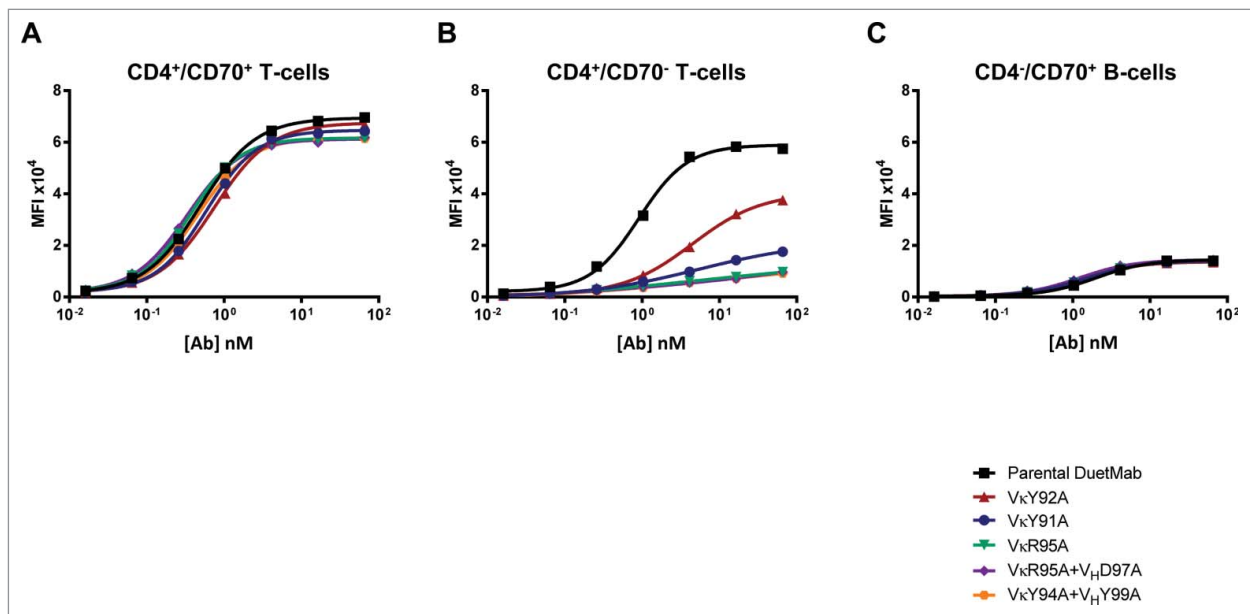 A
CD4⁺/CD70⁺ T-cells
MFI x10⁴
8
6
4
2
0
10⁻² 10⁻¹ 10⁰ 10¹ 10²
[Ab] nM
B
CD4⁺/CD70⁻ T-cells
MFI x10⁴
8
6
4
2
0
10⁻² 10⁻¹ 10⁰ 10¹ 10²
[Ab] nM
C
CD4⁻/CD70⁺ B-cells
MFI x10⁴
8
6
4
2
0
10⁻² 10⁻¹ 10⁰ 10¹ 10²
[Ab] nM
Parental DuetMab
VκY92A
VκY91A
VκR95A
VκR95A+V_HD97A
VκY94A+V_HY99A